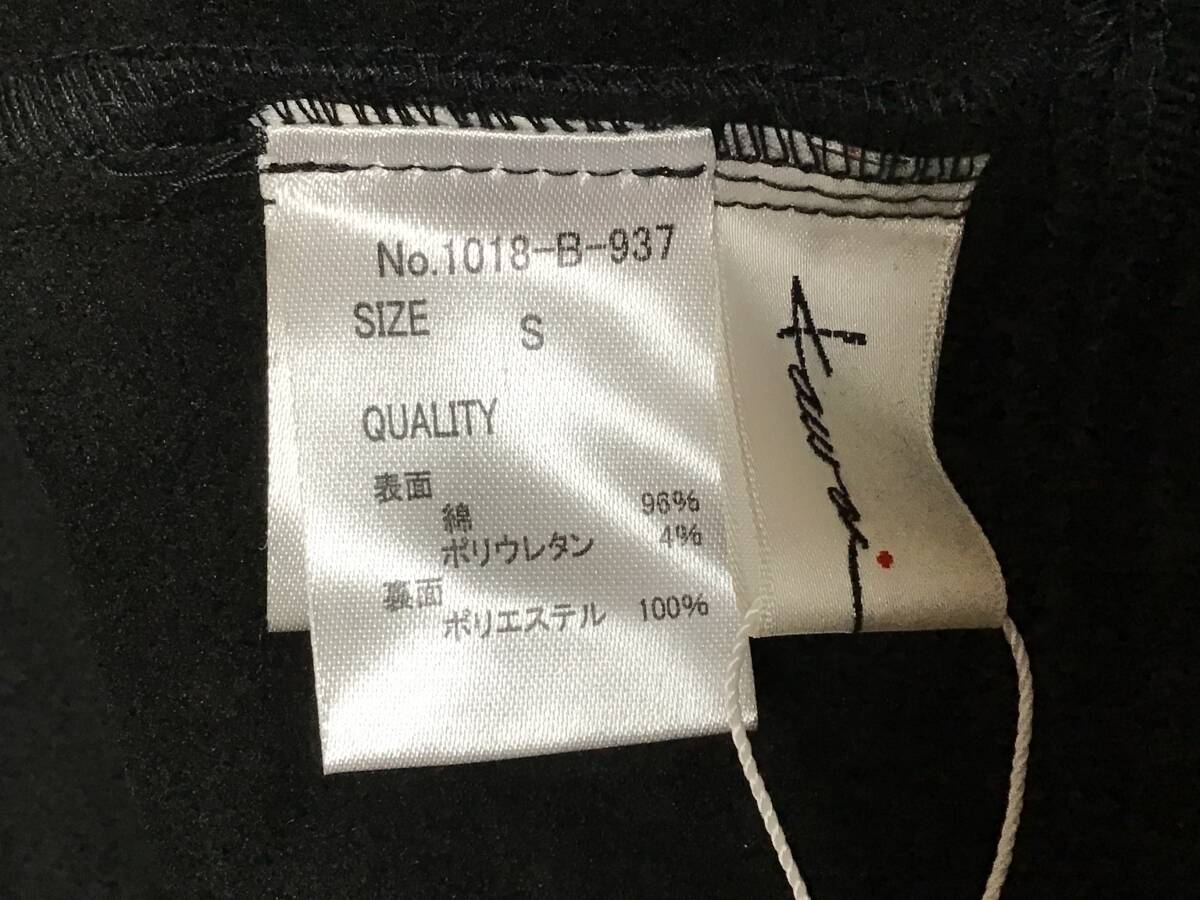 No.1018-B-937
SIZE S
QUALITY
表面
綿 96%
ポリウレタン 4%
裏面
ポリエステル 100%